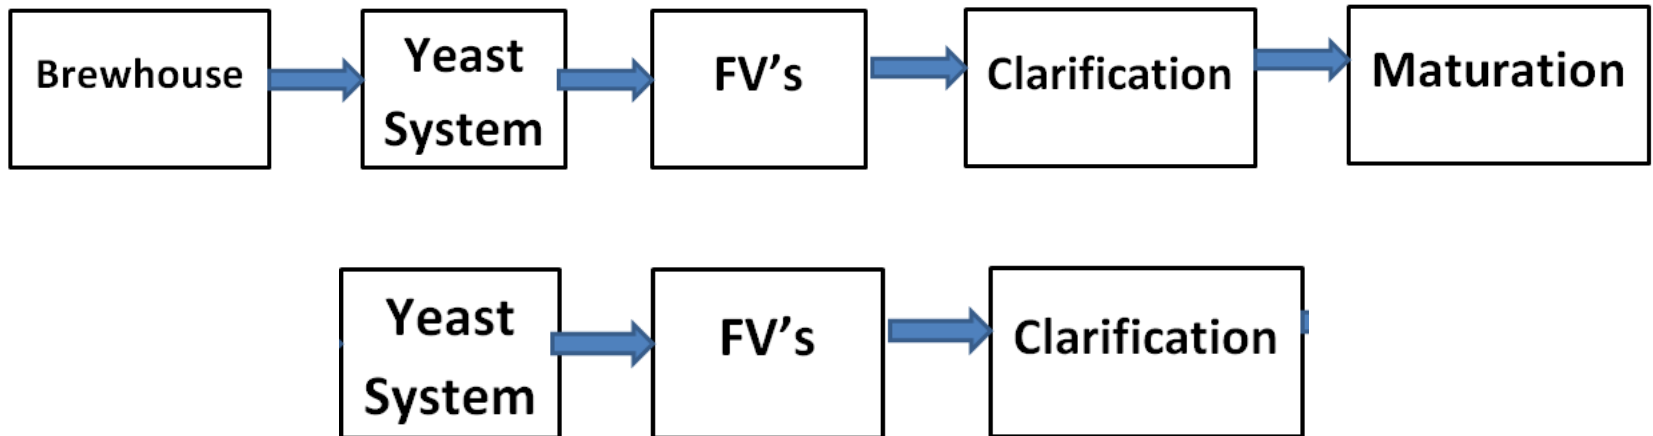 Brewhouse
Yeast
System
FV’s
Clarification
Maturation
Yeast
System
FV’s
Clarification